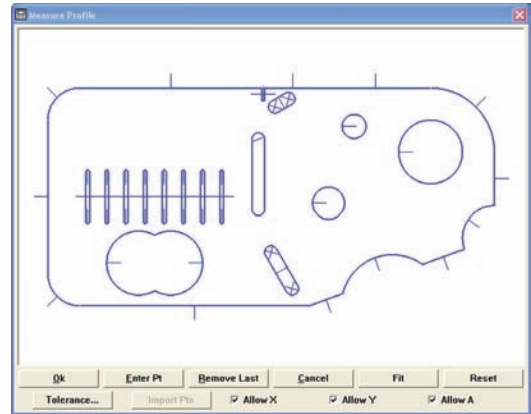 Measure Profile
Ok Enter Pt Remove Last Cancel Fit Reset
Tolerance... Import Pts Allow X Allow Y Allow A